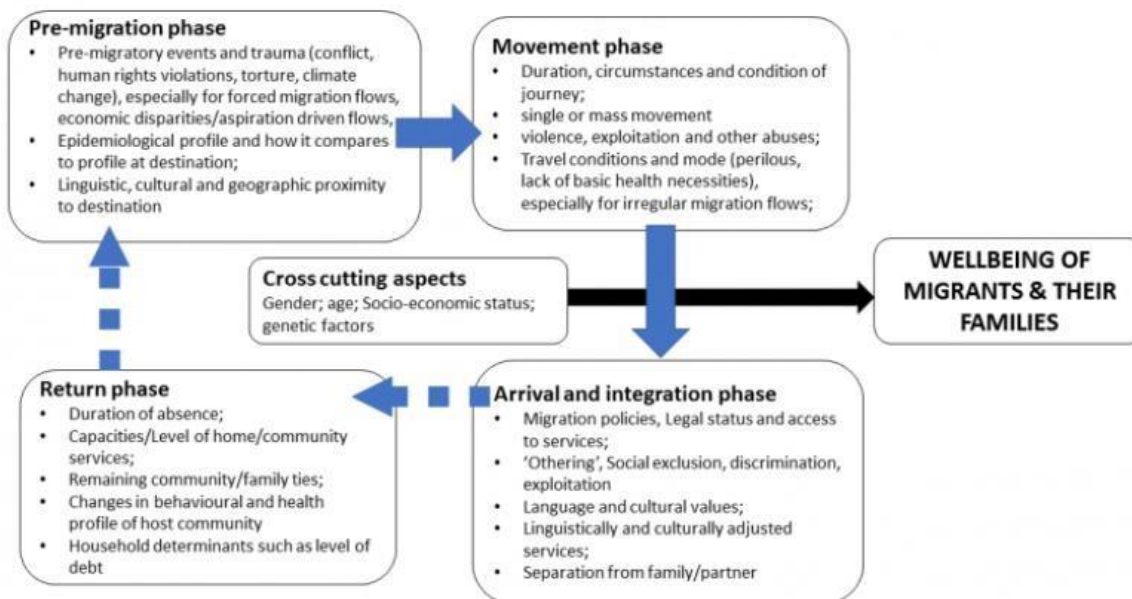 Pre-migration phase
• Pre-migratory events and trauma (conflict,
human rights violations, torture, climate
change), especially for forced migration flows,
economic disparities/aspiration driven flows,
• Epidemiological profile and how it compares
to profile at destination;
• Linguistic, cultural and geographic proximity
to destination
Movement phase
• Duration, circumstances and condition of
journey;
• single or mass movement
• violence, exploitation and other abuses;
• Travel conditions and mode (perilous,
lack of basic health necessities),
especially for irregular migration flows;
Cross cutting aspects
Gender; age; Socio-economic status;
genetic factors
WELLBEING OF
MIGRANTS & THEIR
FAMILIES
Return phase
• Duration of absence;
• Capacities/Level of home/community
services;
• Remaining community/family ties;
• Changes in behavioural and health
profile of host community
• Household determinants such as level of
debt
Arrival and integration phase
• Migration policies, Legal status and access
to services;
• ‘Othering’, Social exclusion, discrimination,
exploitation
• Language and cultural values;
• Linguistically and culturally adjusted
services;
• Separation from family/partner